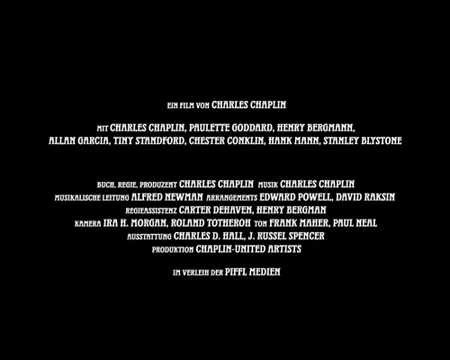 EIN FILM VON CHARLES CHAPLIN
MIT CHARLES CHAPLIN, PAULETTE GODDARD, HENRY BERGMANN,
ALLAN GARCIA, TINY STANDFORD, CHESTER CONKLIN, HANK MANN, STANLEY BLYSTONE
BUCH, REGIE, PRODUZENT CHARLES CHAPLIN MUSIK CHARLES CHAPLIN
MUSIKALISCHE LEITUNG ALFRED NEWMAN ARRANGEMENTS EDWARD POWELL, DAVID RAKSIN
REGIEASSISTENZ CARTER DEHAVEN, HENRY BERGMAN
KAMERA IRA H. MORGAN, ROLAND TOTHEROH TON FRANK MAHER, PAUL NEAL
AUSSTATTUNG CHARLES D. HALL, J. RUSSEL SPENCER
PRODUKTION CHAPLIN-UNITED ARTISTS
IM VERLEIH DER PIFFL MEDIEN